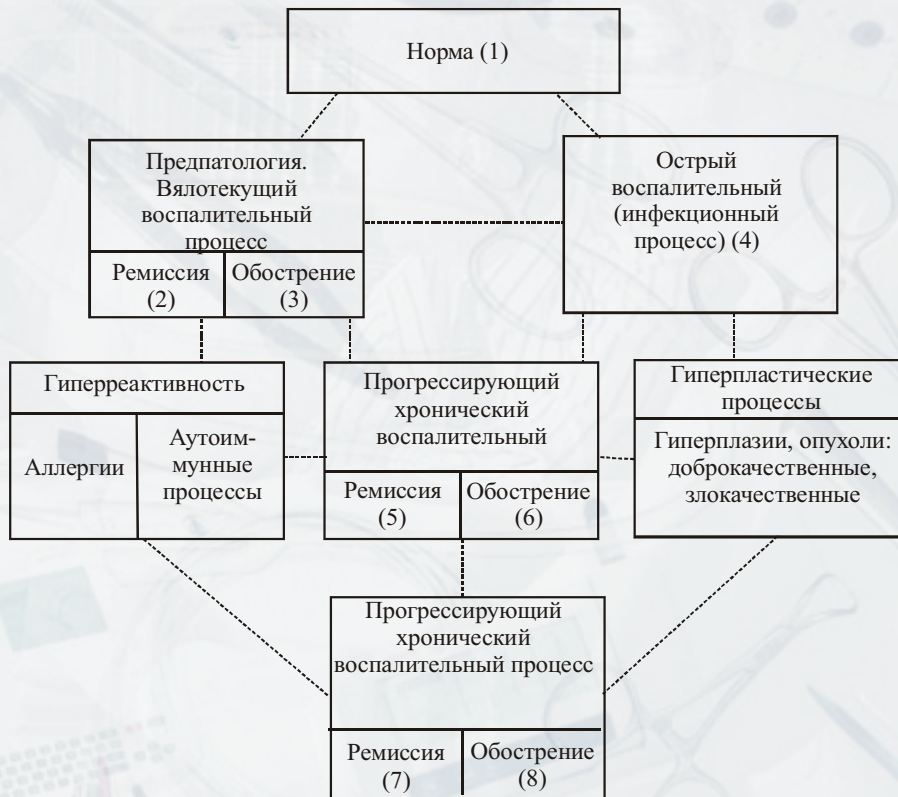 Норма (1)
Предпатология.
Вялотекущий
воспалительный
процесс
Ремиссия
(2)
Обострение
(3)
Острый
воспалительный
(инфекционный
процесс) (4)
Гиперреактивность
Аллергии
Аутоим-
мунные
процессы
Прогрессирующий
хронический
воспалительный
Ремиссия
(5)
Обострение
(6)
Гиперпластические
процессы
Гиперплазии, опухоли:
доброкачественные,
злокачественные
Прогрессирующий
хронический
воспалительный процесс
Ремиссия
(7)
Обострение
(8)